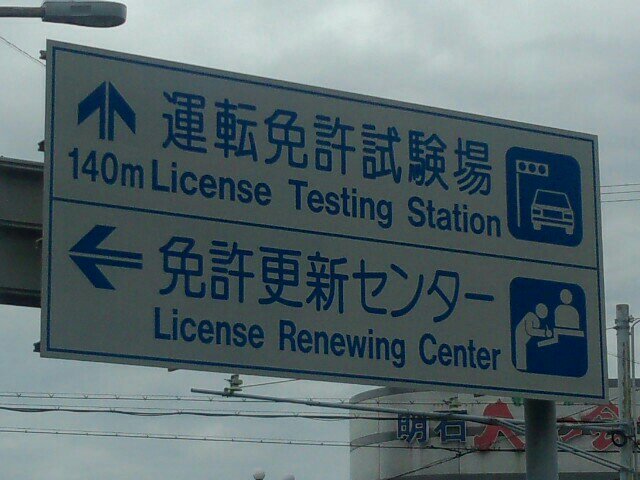 運転免許試験場
140m License Testing Station
免許更新センター
License Renewing Center
明石